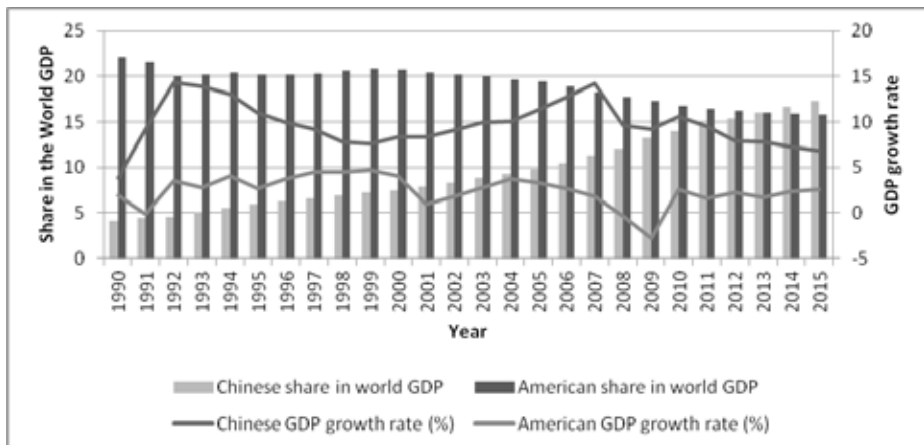 25 20
20 15
15 10
10 5
5 0
0 -5
Share in the World GDP
GDP growth rate
1990 1991 1992 1993 1994 1995 1996 1997 1998 1999 2000 2001 2002 2003 2004 2005 2006 2007 2008 2009 2010 2011 2012 2013 2014 2015
Year
Chinese share in world GDP American share in world GDP
Chinese GDP growth rate (%) American GDP growth rate (%)